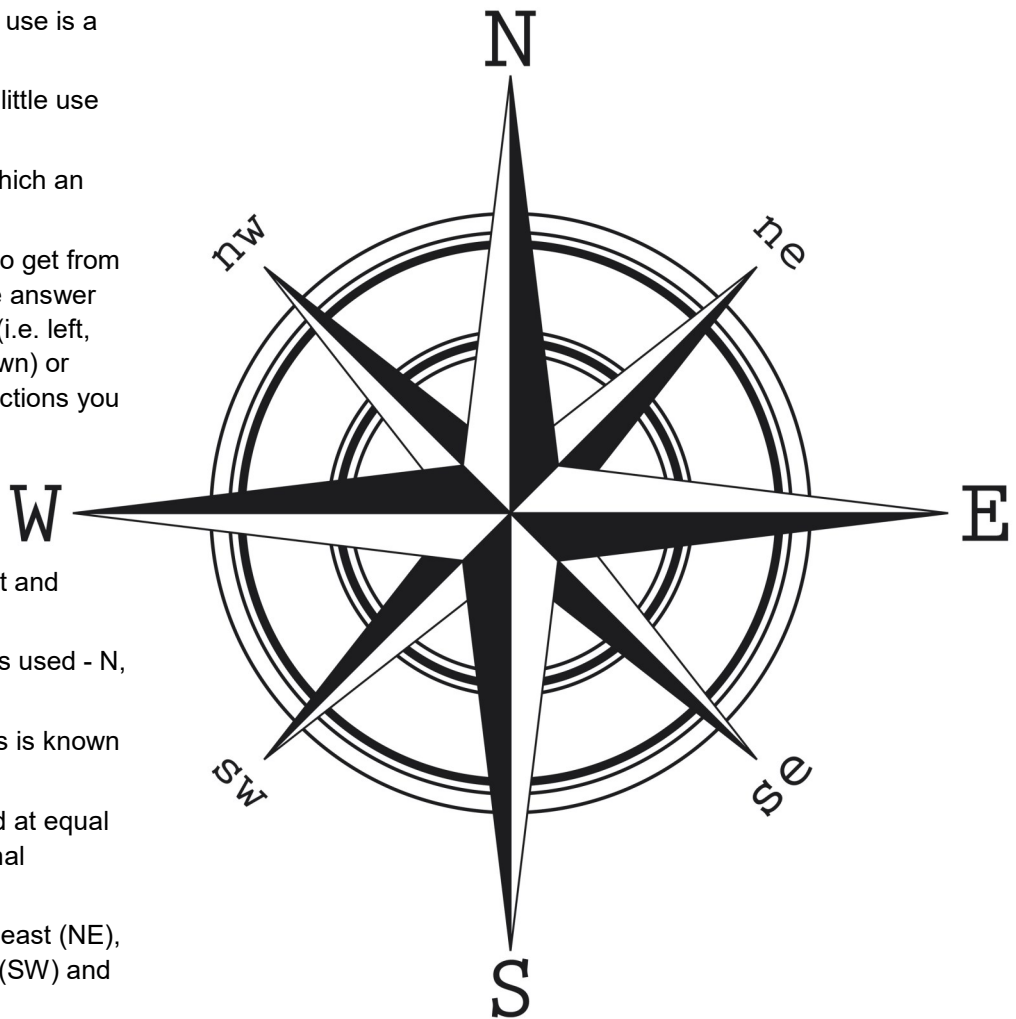 use is a
little use
hich an
o get from
e answer
(i.e. left,
wn) or
ctions you
t and
s used - N,
s is known
d at equal
nal
east (NE),
(SW) and
N
nw
ne
W
E
sw
se
S